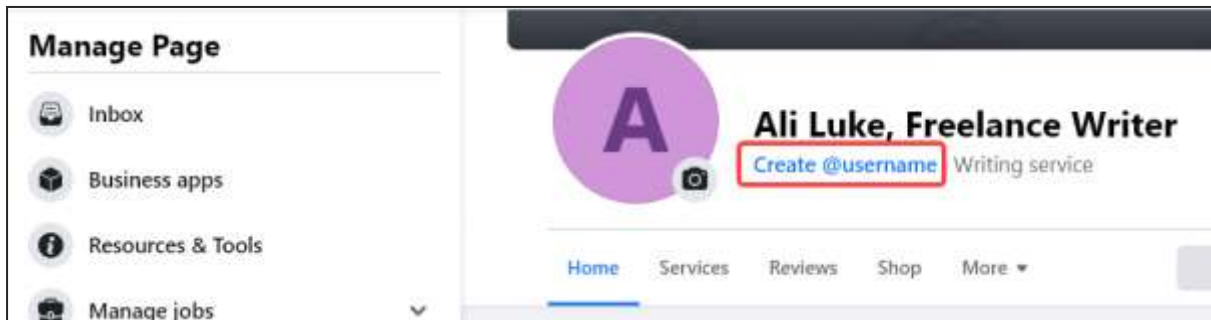 Manage Page
Inbox
Business apps
Resources & Tools
Manage jobs
A
Ali Luke, Freelance Writer
Create @username Writing service
Home Services Reviews Shop More